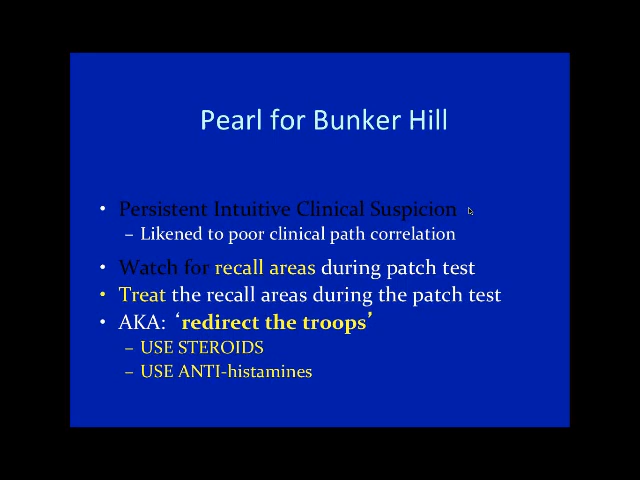 Pearl for Bunker Hill
• Persistent Intuitive Clinical Suspicion
– Likened to poor clinical path correlation
• Watch for recall areas during patch test
• Treat the recall areas during the patch test
• AKA: ‘redirect the troops’
– USE STEROIDS
– USE ANTI-histamines